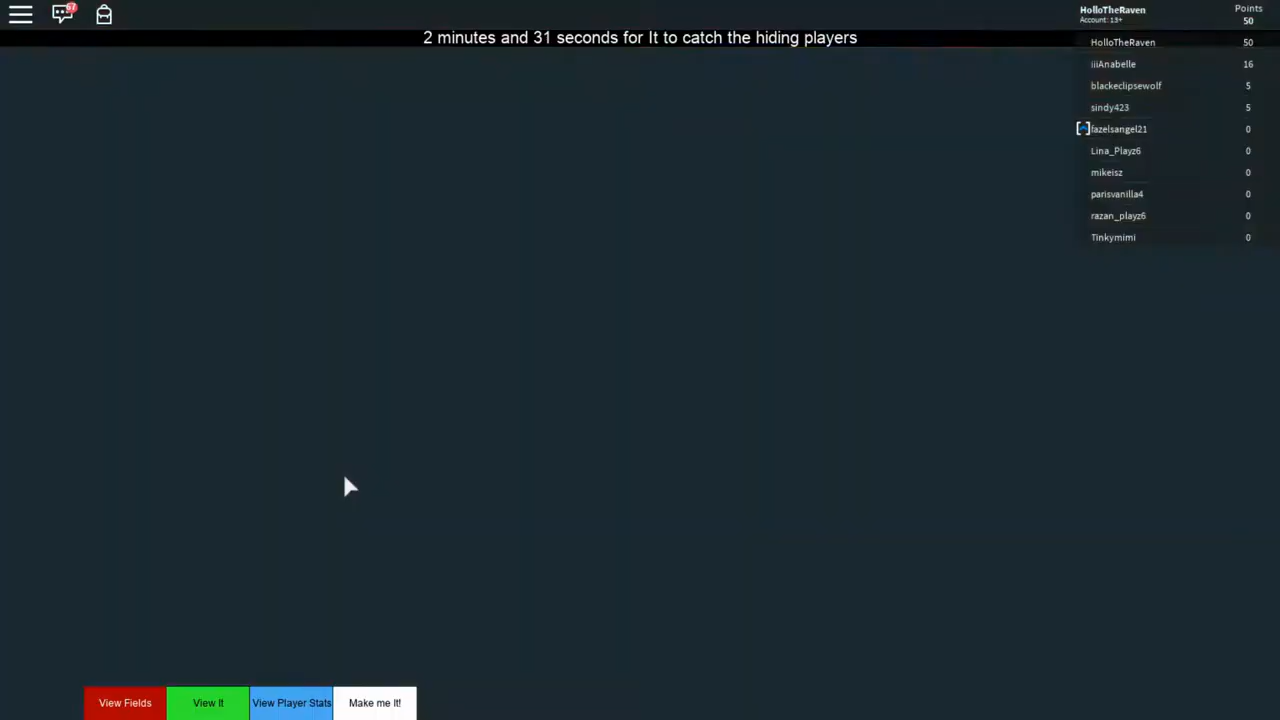 67
HolloTheRaven
Account: 13+
Points
50
2 minutes and 31 seconds for It to catch the hiding players
HolloTheRaven 50
iiiAnabelle 16
blackeclipsewolf 5
sindy423 5
fazelsangel21 0
Lina_Playz6 0
mikeisz 0
parisvanilla4 0
razan_playz6 0
Tinkymimi 0
View Fields View It View Player Stats Make me It!